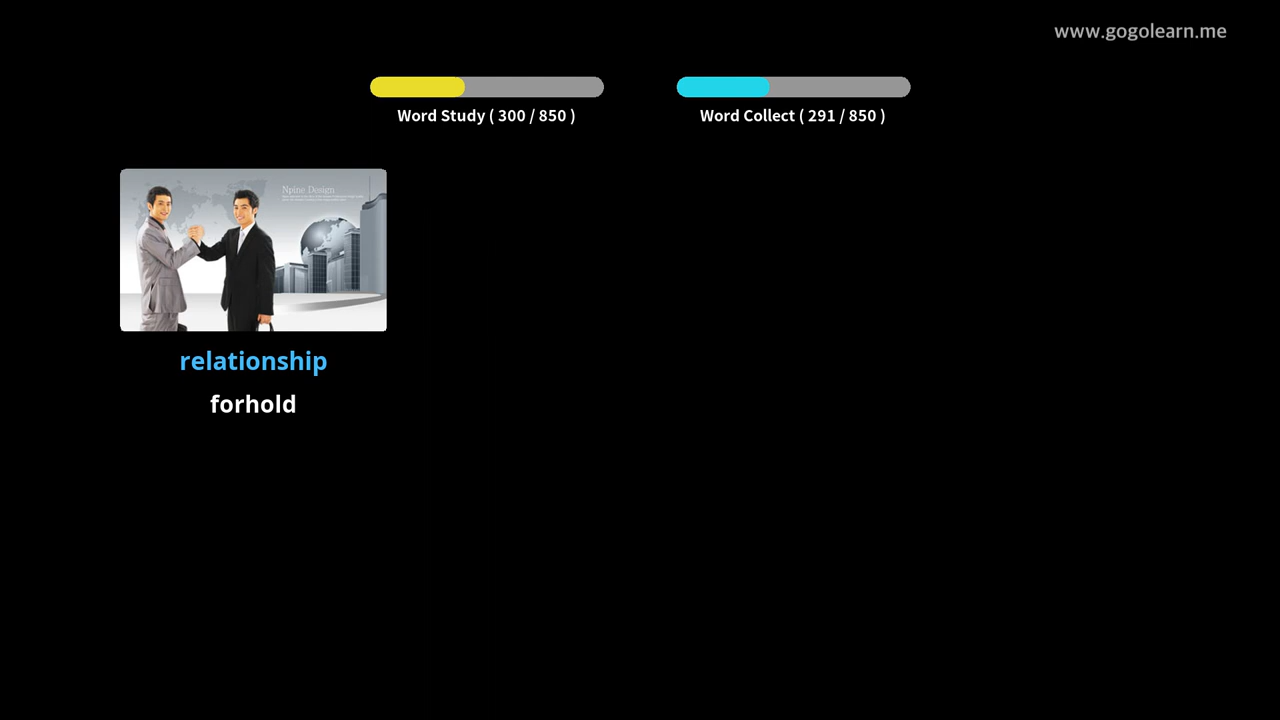 www.gogolearn.me
Word Study ( 300 / 850 )
Word Collect ( 291 / 850 )
Npine Design
relationship
forhold